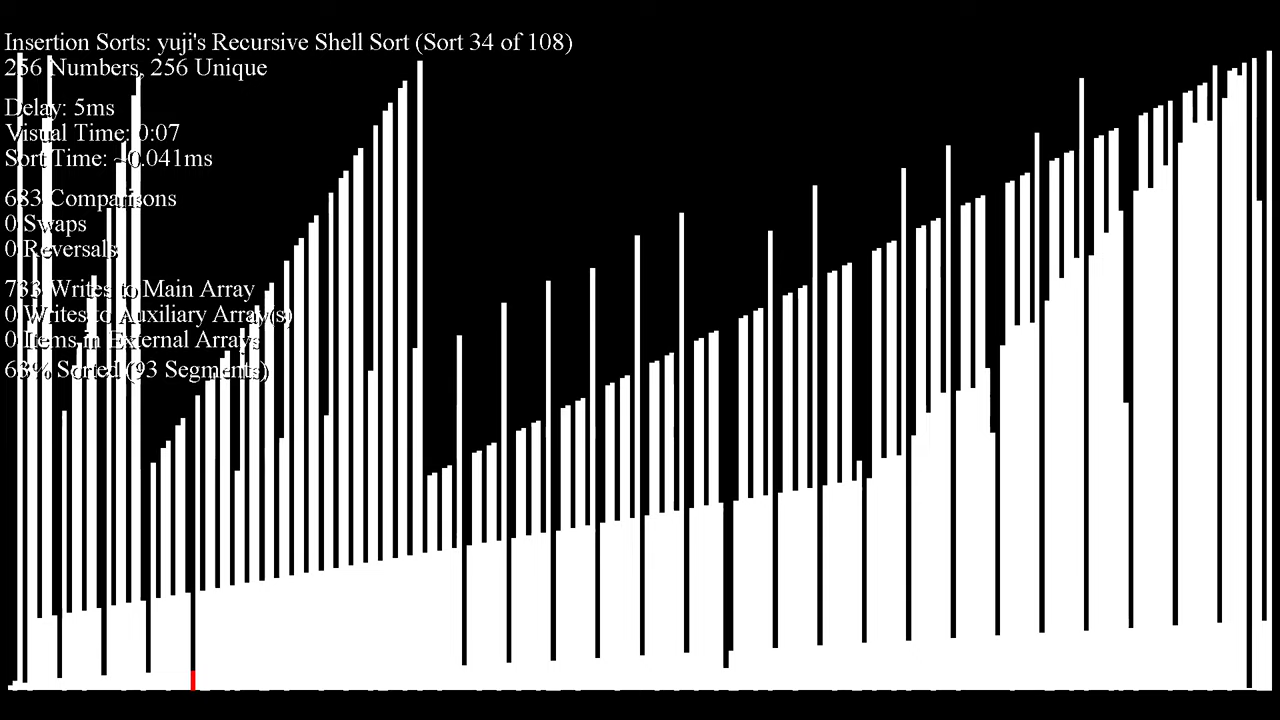 Insertion Sorts: yuji's Recursive Shell Sort (Sort 34 of 108)
256 Numbers, 256 Unique
Delay: 5ms
Visual Time: 0:07
Sort Time: ~0.041ms
683 Comparisons
0 Swaps
0 Reversals
733 Writes to Main Array
0 Writes to Auxiliary Array(s)
0 Items in External Arrays
63% Sorted (93 Segments)